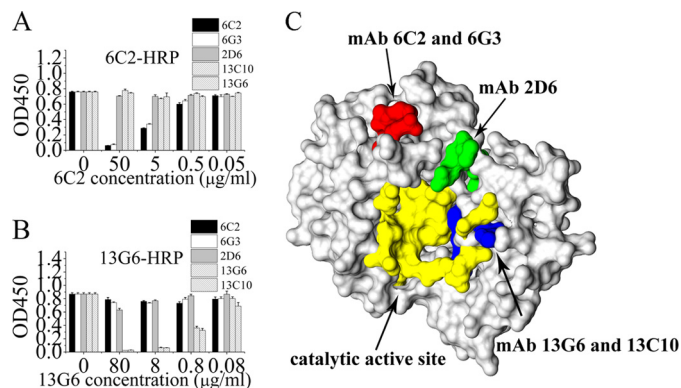 A
6C2-HRP
6C2
6G3
2D6
13C10
13G6
OD450
1.2
1.0
0.8
0.6
0.4
0.2
0.0
0 50 5 0.5 0.05
6C2 concentration (μg/ml)
B
13G6-HRP
6C2
6G3
2D6
13G6
13C10
OD450
1.2
1.0
0.8
0.6
0.4
0.2
0.0
0 80 8 0.8 0.08
13G6 concentration (μg/ml)
C
mAb 6C2 and 6G3
mAb 2D6
catalytic active site
mAb 13G6 and 13C10